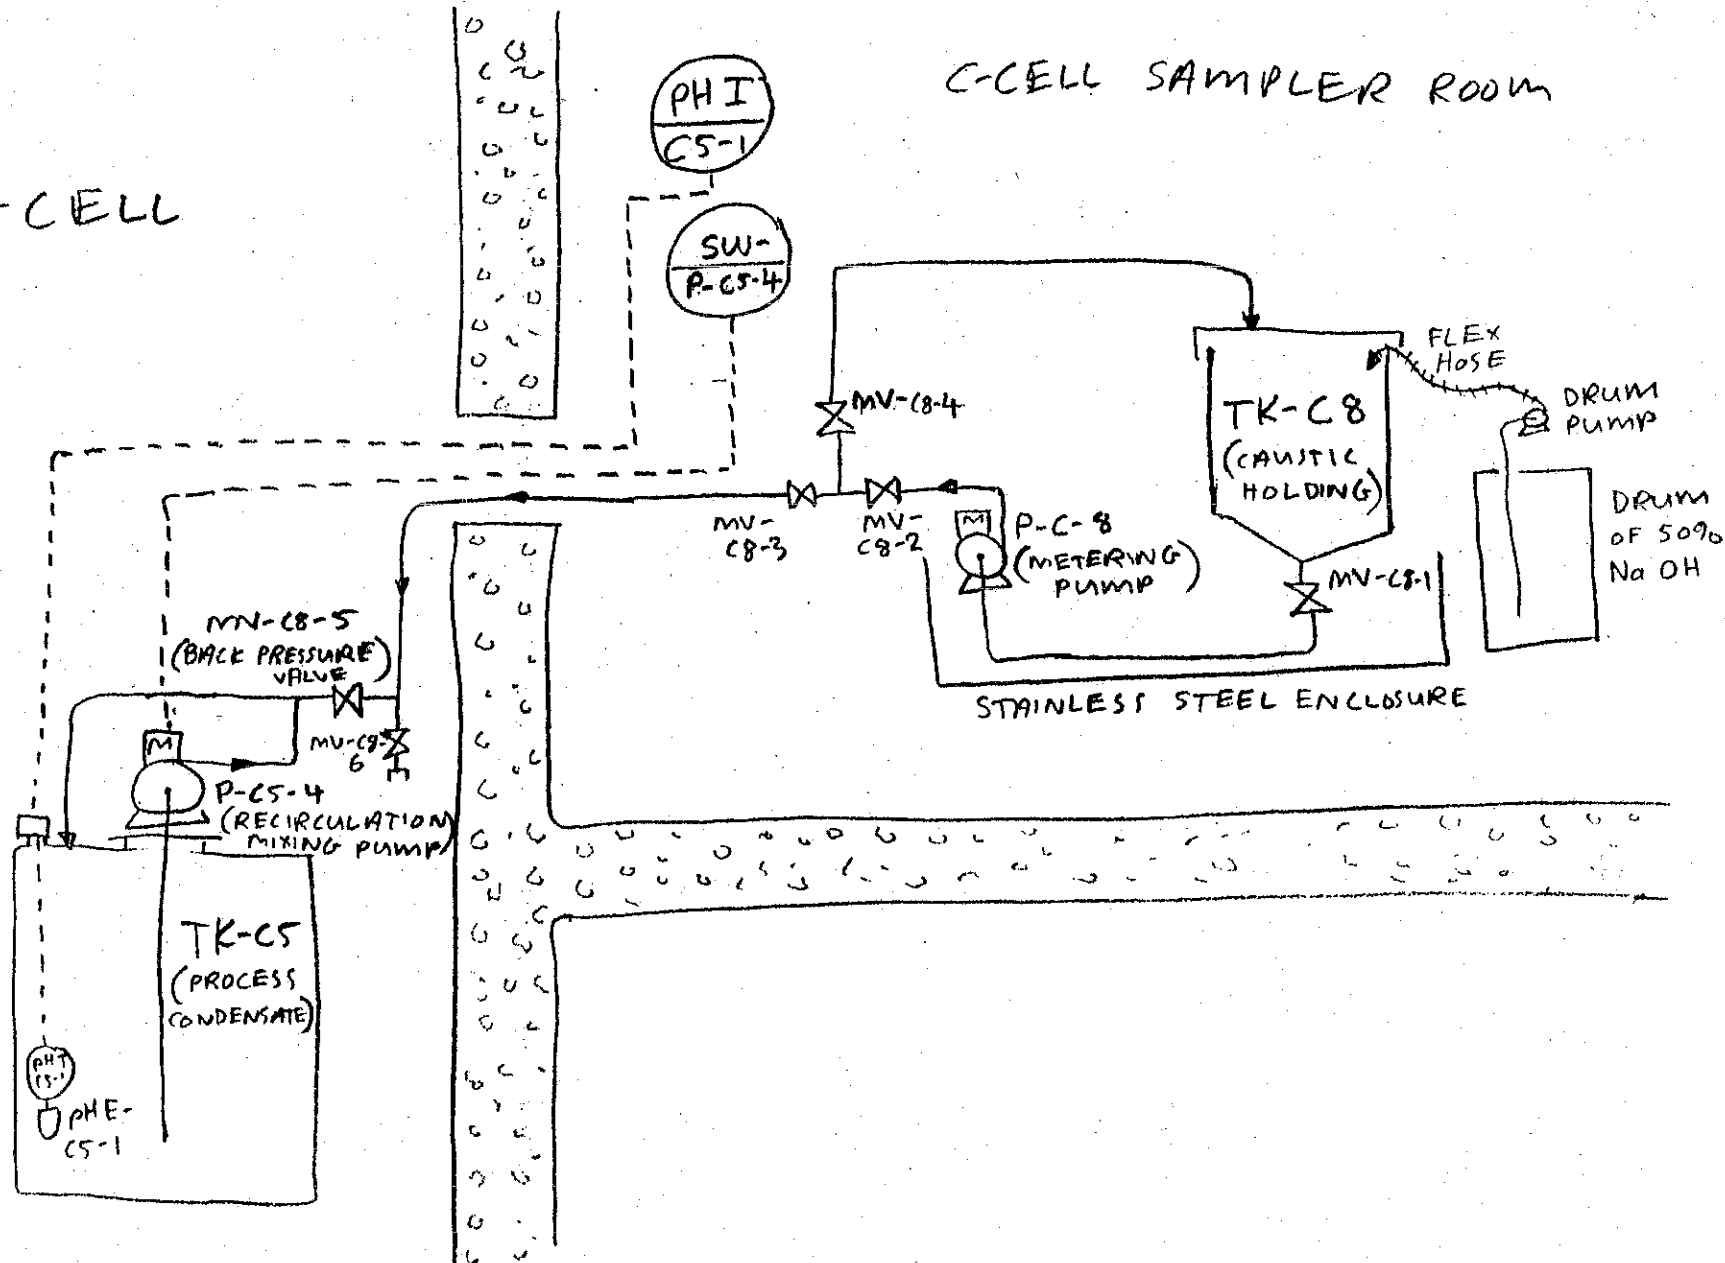 C-CELL SAMPLER ROOM
-CELL
pH I
C5-1
SW-
P-C5-4
FLEX
HOSE
DRUM
PUMP
MV-C8-4
TK-C8
(CAUSTIC
HOLDING)
DRUM
OF 50%
NaOH
MV-
C8-3
MV-
C8-2
M
P-C-8
(METERING
PUMP)
MV-C8-1
STAINLESS STEEL ENCLOSURE
MV-C8-5
(BACK PRESSURE)
VALVE
M
MV-C8-
6
P-C5-4
(RECIRCULATION
MIXING PUMP)
TK-C5
(PROCESS
CONDENSATE)
pHT
C5-1
pHE-
C5-1